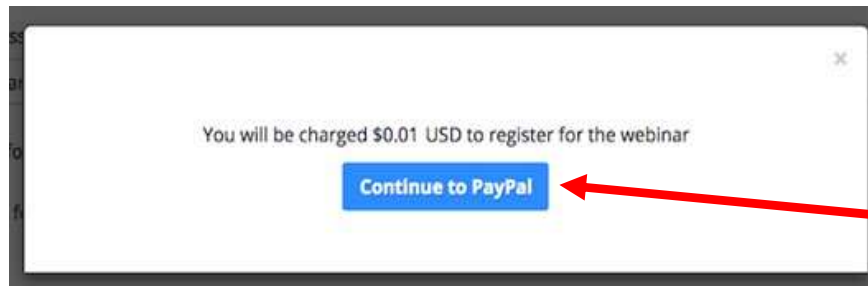 You will be charged $0.01 USD to register for the webinar
Continue to PayPal